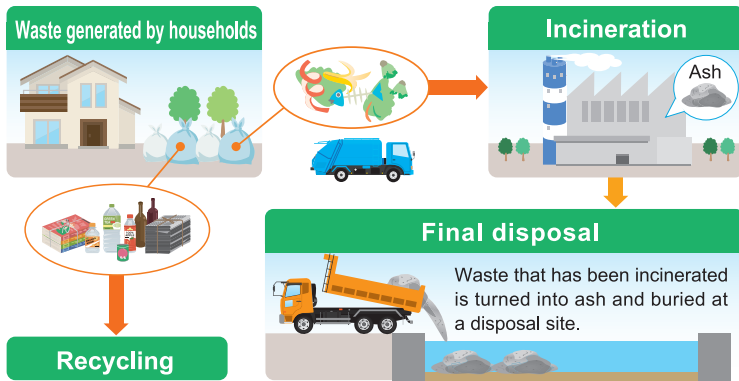 Waste generated by households
Incineration
Ash
Final disposal
Waste that has been incinerated
is turned into ash and buried at
a disposal site.
Recycling